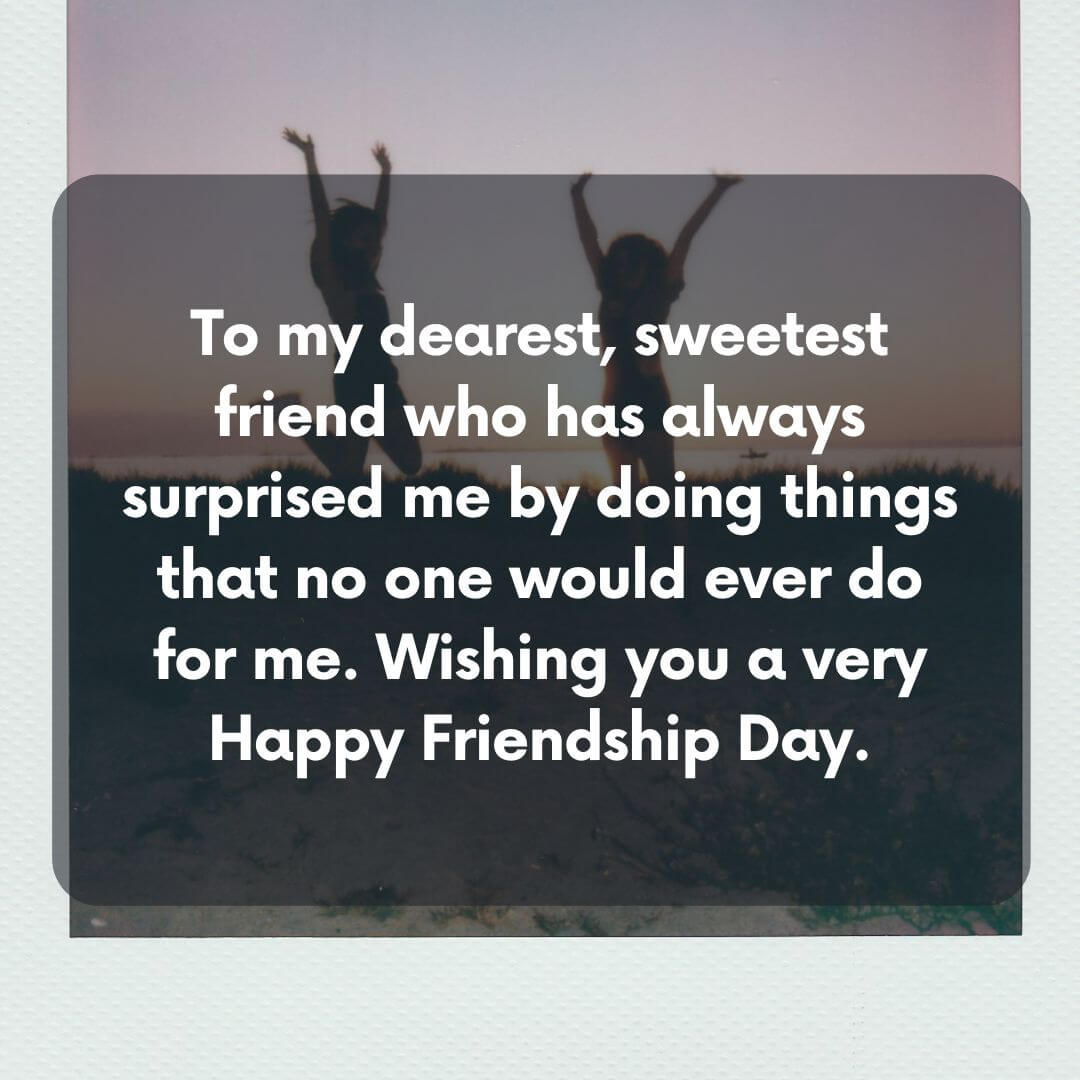 To my dearest, sweetest
friend who has always
surprised me by doing things
that no one would ever do
for me. Wishing you a very
Happy Friendship Day.